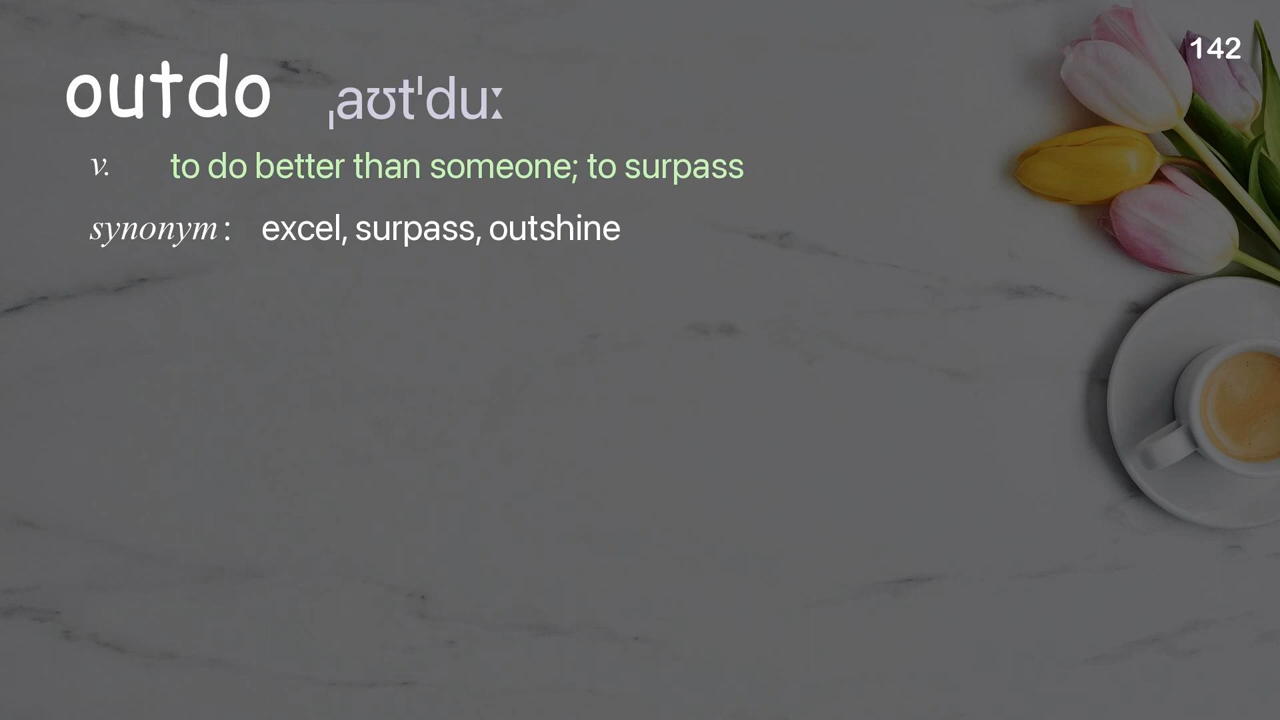 142
outdo ˌaʊtˈduː
v. to do better than someone; to surpass
synonym : excel, surpass, outshine